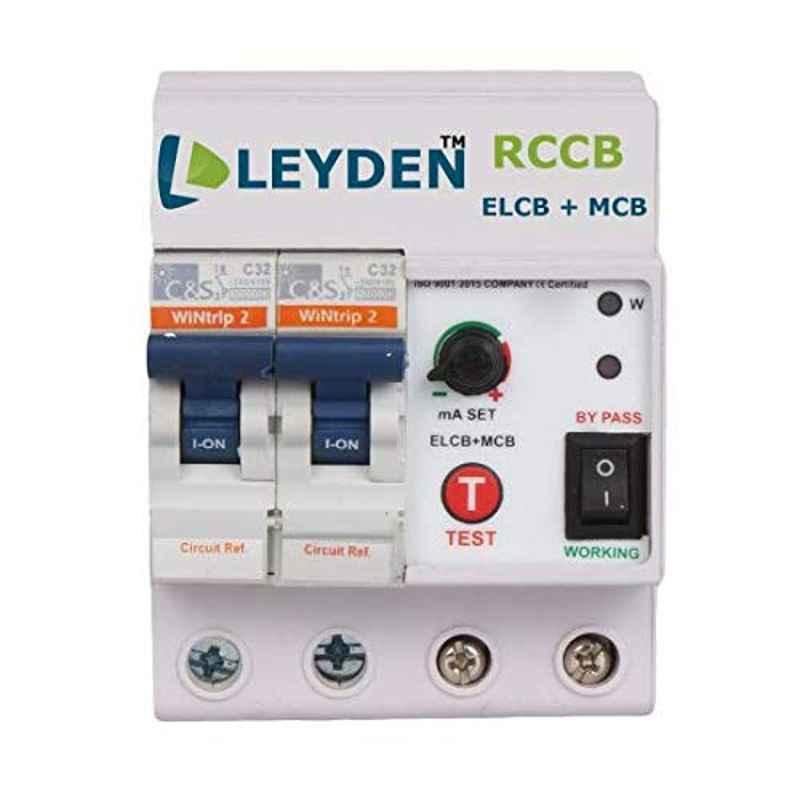 LEYDEN™ RCCB
ELCB + MCB
C&S C32
WiNtrip 2
I-ON
Circuit Ref.
C&S C32
WiNtrip 2
I-ON
Circuit Ref.
ISO 9001 2015 COMPANY CE Certified
W
- +
mA SET
ELCB+MCB
T
TEST
BY PASS
O
I
WORKING